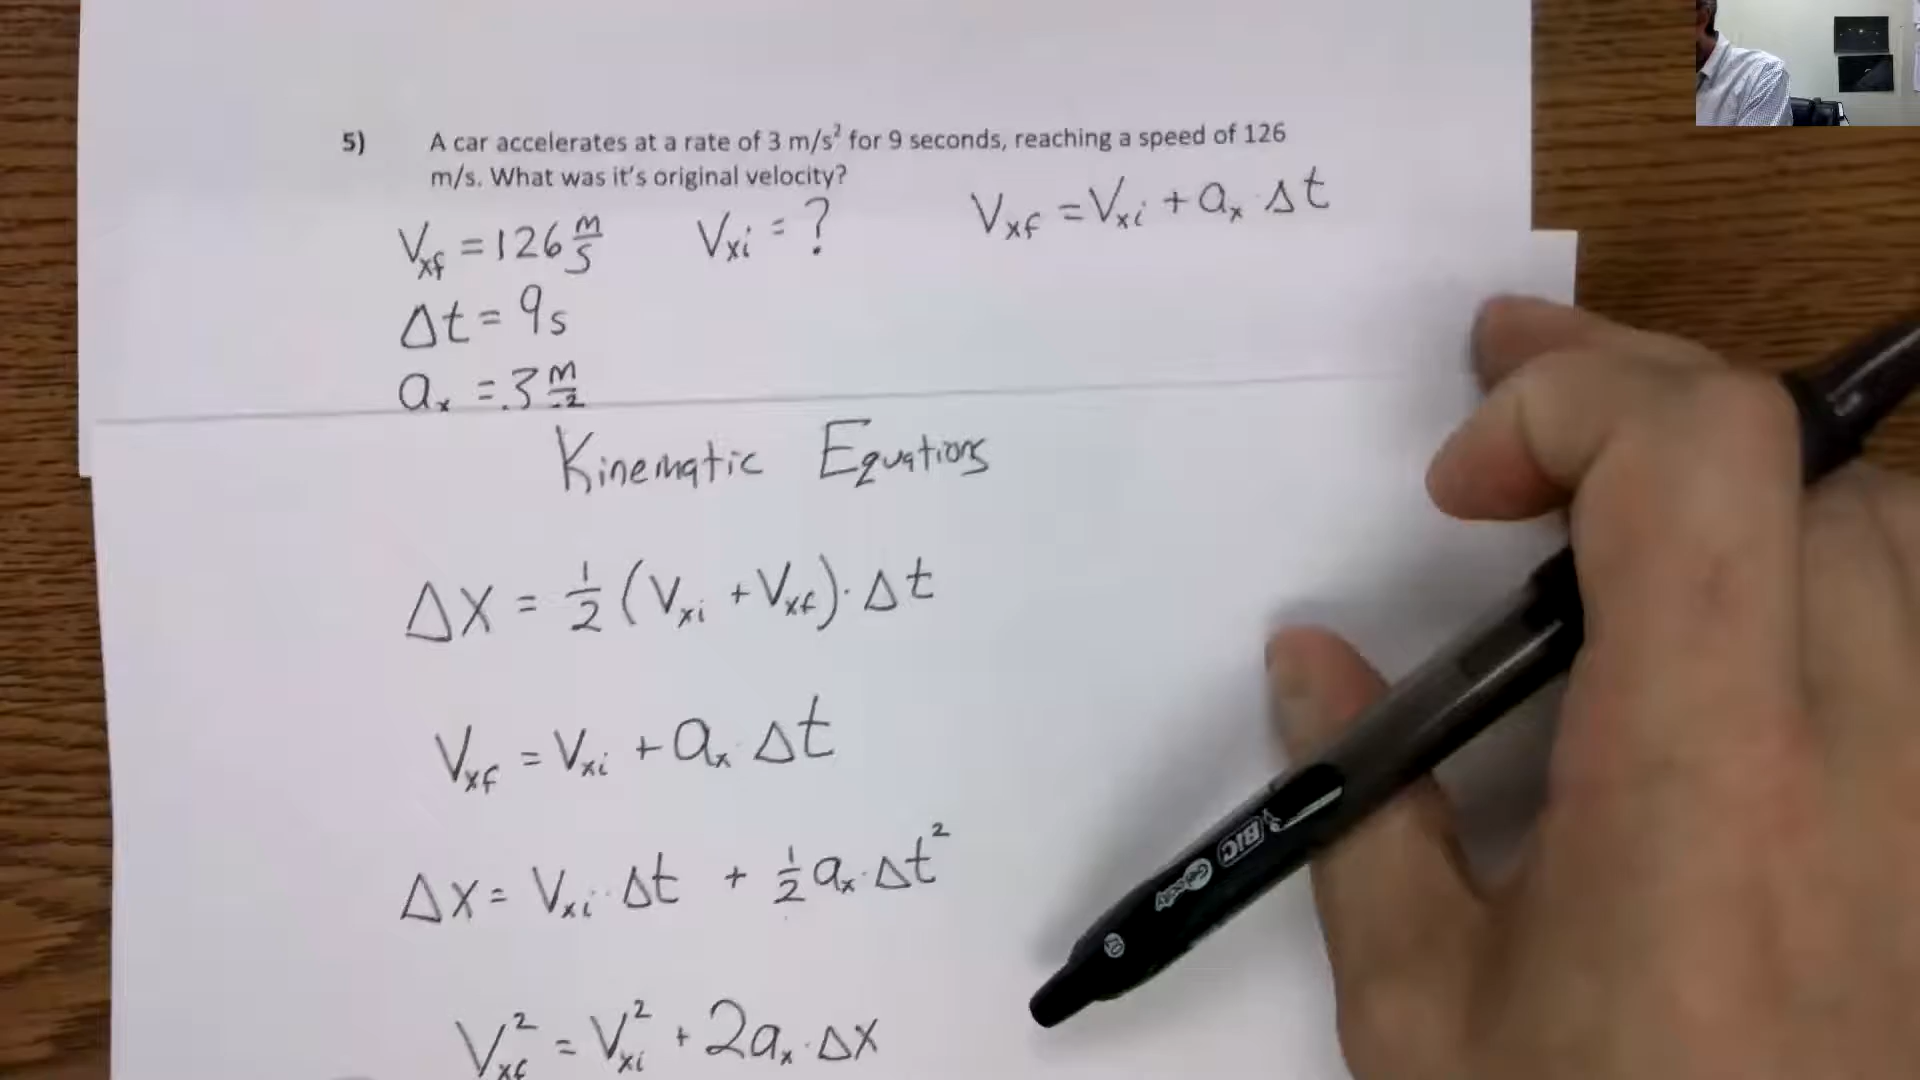 5) A car accelerates at a rate of 3 m/s² for 9 seconds, reaching a speed of 126
m/s. What was it's original velocity?
Vxf = Vxi + ax Δt
Vxf = 126 m/s Vxi = ?
Δt = 9s
ax = 3 m
Kinematic Equations
Δx = 1/2 (Vxi + Vxf) · Δt
Vxf = Vxi + ax Δt
Δx = Vxi · Δt + 1/2 ax · Δt²
Vxf² = Vxi² + 2ax · Δx
BIC